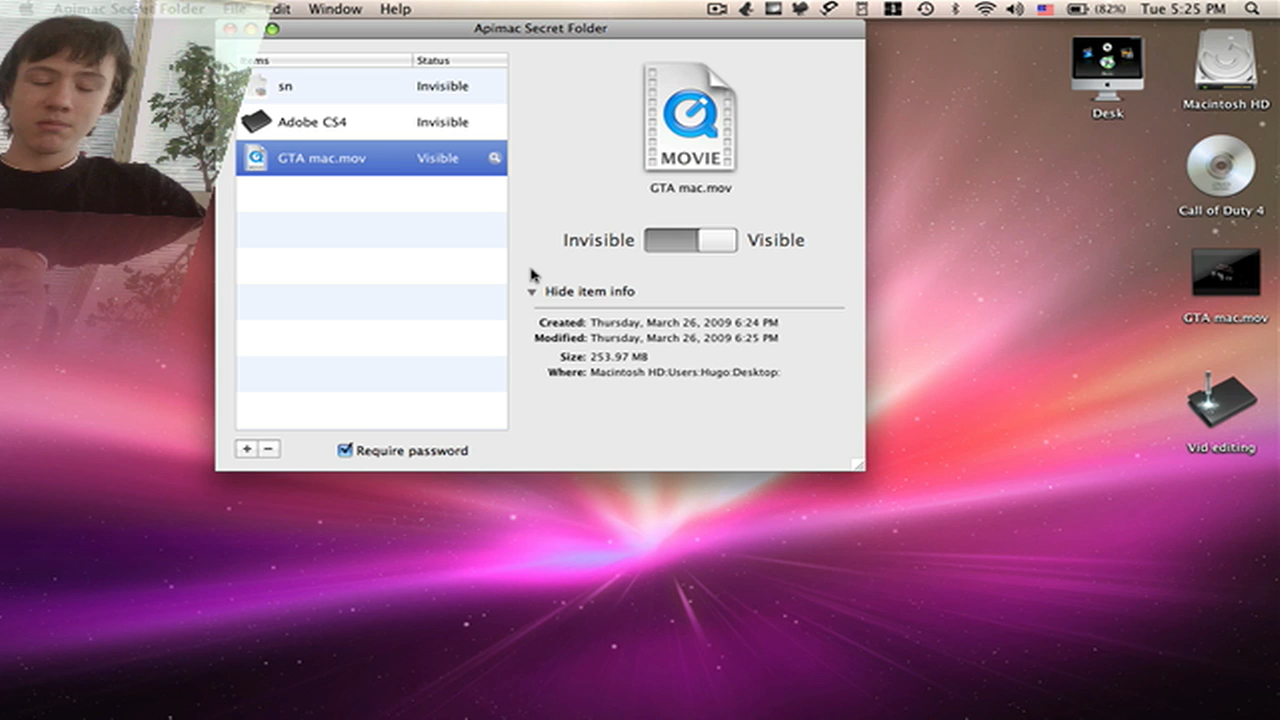 Apimac Secret Folder File Edit Window Help (82%) Tue 5:25 PM
Apimac Secret Folder
Items Status
sn Invisible
Adobe CS4 Invisible
GTA mac.mov Visible
MOVIE
GTA mac.mov
Invisible Visible
Hide item info
Created: Thursday, March 26, 2009 6:24 PM
Modified: Thursday, March 26, 2009 6:25 PM
Size: 253.97 MB
Where: Macintosh HD:Users:Hugo:Desktop:
+ − Require password
Desk
Macintosh HD
Call of Duty 4
GTA mac.mov
Vid editing